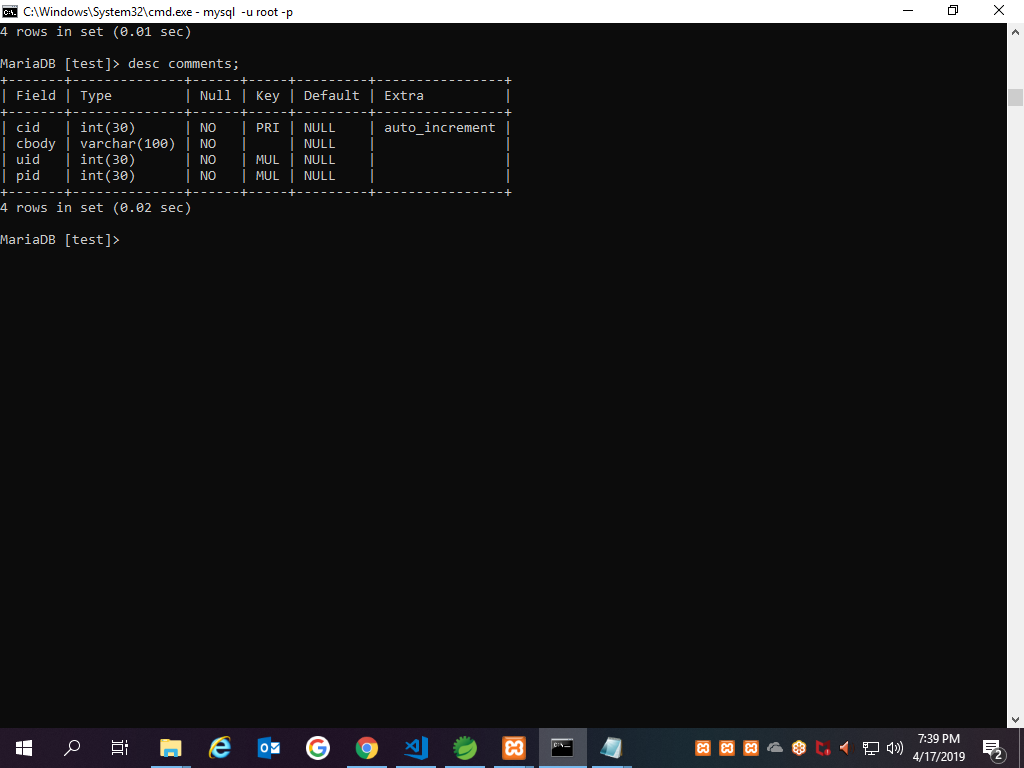 C:\Windows\System32\cmd.exe - mysql  -u root -p
4 rows in set (0.01 sec)
MariaDB [test]> desc comments;
+-------+--------------+------+-----+---------+----------------+
| Field | Type         | Null | Key | Default | Extra          |
+-------+--------------+------+-----+---------+----------------+
| cid   | int(30)      | NO   | PRI | NULL    | auto_increment |
| cbody | varchar(100) | NO   |     | NULL    |                |
| uid   | int(30)      | NO   | MUL | NULL    |                |
| pid   | int(30)      | NO   | MUL | NULL    |                |
+-------+--------------+------+-----+---------+----------------+
4 rows in set (0.02 sec)
MariaDB [test]>
7:39 PM
4/17/2019
2